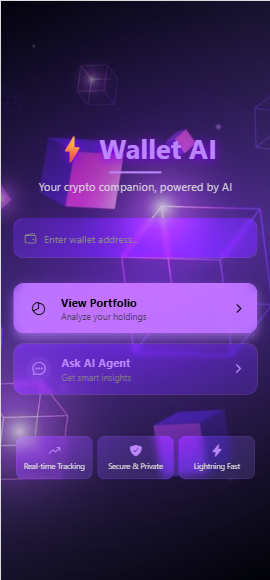 Wallet AI
Your crypto companion, powered by AI
Enter wallet address...
View Portfolio
Analyze your holdings
Ask AI Agent
Get smart insights
Real-time Tracking
Secure & Private
Lightning Fast